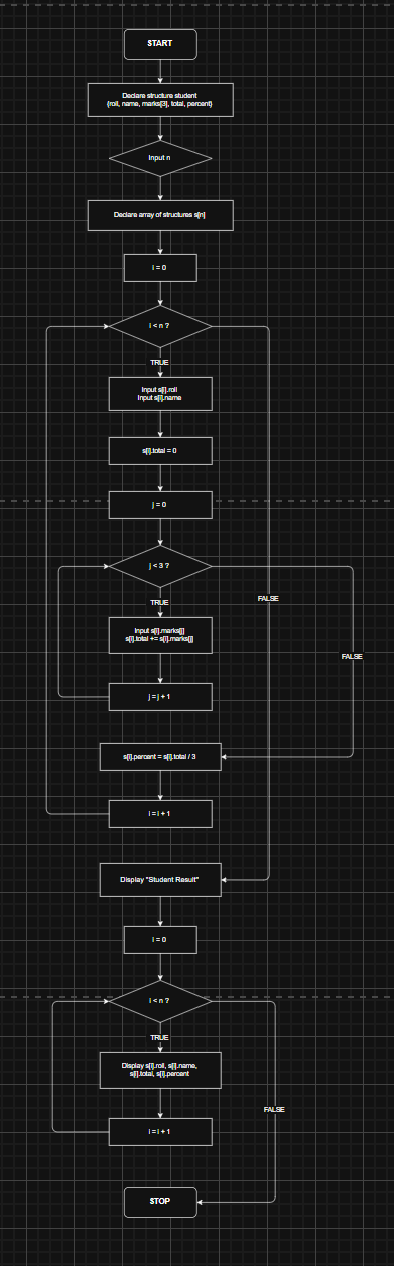 START
Declare structure student
{roll, name, marks[3], total, percent}
Input n
Declare array of structures s[n]
i = 0
i < n ?
TRUE
Input s[i].roll
Input s[i].name
s[i].total = 0
j = 0
j < 3 ?
TRUE
FALSE
Input s[i].marks[j]
s[i].total += s[i].marks[j]
FALSE
j = j + 1
s[i].percent = s[i].total / 3
i = i + 1
Display "Student Result"
i = 0
i < n ?
TRUE
Display s[i].roll, s[i].name,
s[i].total, s[i].percent
FALSE
i = i + 1
STOP